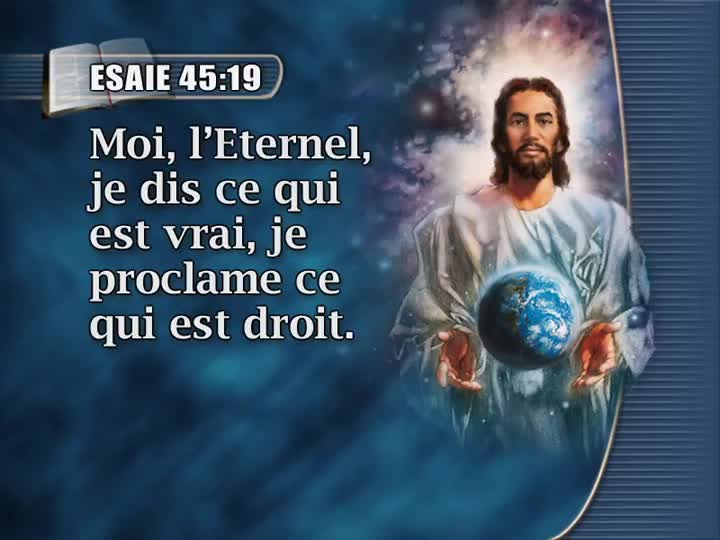 ESAIE 45:19
Moi, l’Eternel,
je dis ce qui
est vrai, je
proclame ce
qui est droit.